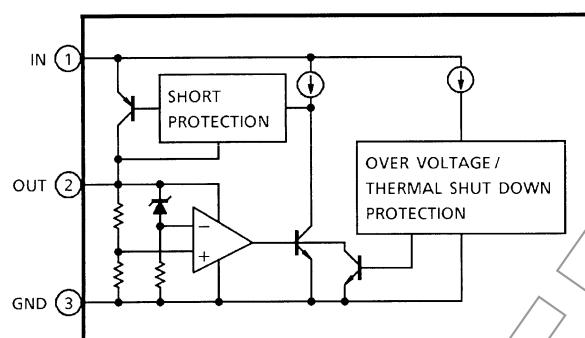 IN 1
SHORT
PROTECTION
OVER VOLTAGE /
THERMAL SHUT DOWN
PROTECTION
OUT 2
−
+
GND 3